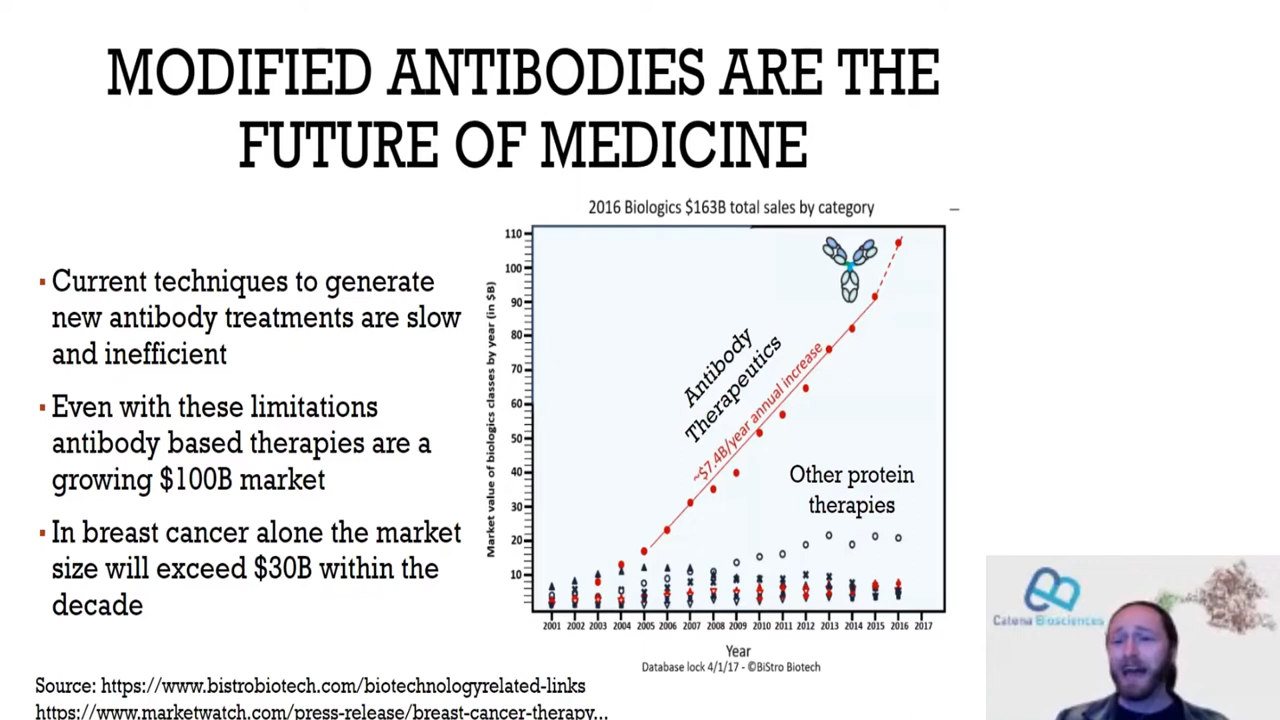 MODIFIED ANTIBODIES ARE THE
FUTURE OF MEDICINE
▪ Current techniques to generate
new antibody treatments are slow
and inefficient
▪ Even with these limitations
antibody based therapies are a
growing $100B market
▪ In breast cancer alone the market
size will exceed $30B within the
decade
2016 Biologics $163B total sales by category
Market value of biologics classes by year (in $B)
110
100
90
80
70
60
50
40
30
20
10
Antibody
Therapeutics
~$7.4B/year annual increase
Other protein
therapies
2001 2002 2003 2004 2005 2006 2007 2008 2009 2010 2011 2012 2013 2014 2015 2016 2017
Year
Database lock 4/1/17 - ©BiStro Biotech
Source: https://www.bistrobiotech.com/biotechnologyrelated-links
https://www.marketwatch.com/press-release/breast-cancer-therapy...
Catena Biosciences